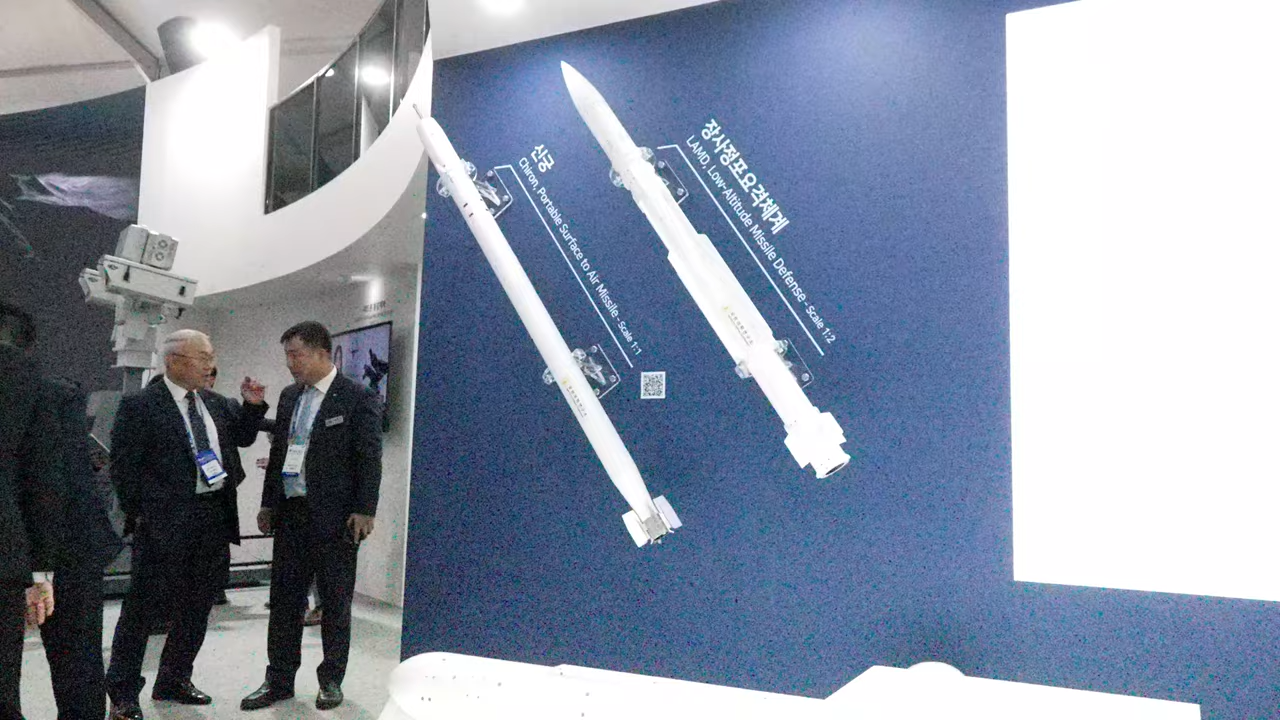 신궁
Chiron, Portable Surface to Air Missile - Scale 1:1
장사정포요격체계
LAMD, Low-Altitude Missile Defense - Scale 1:2